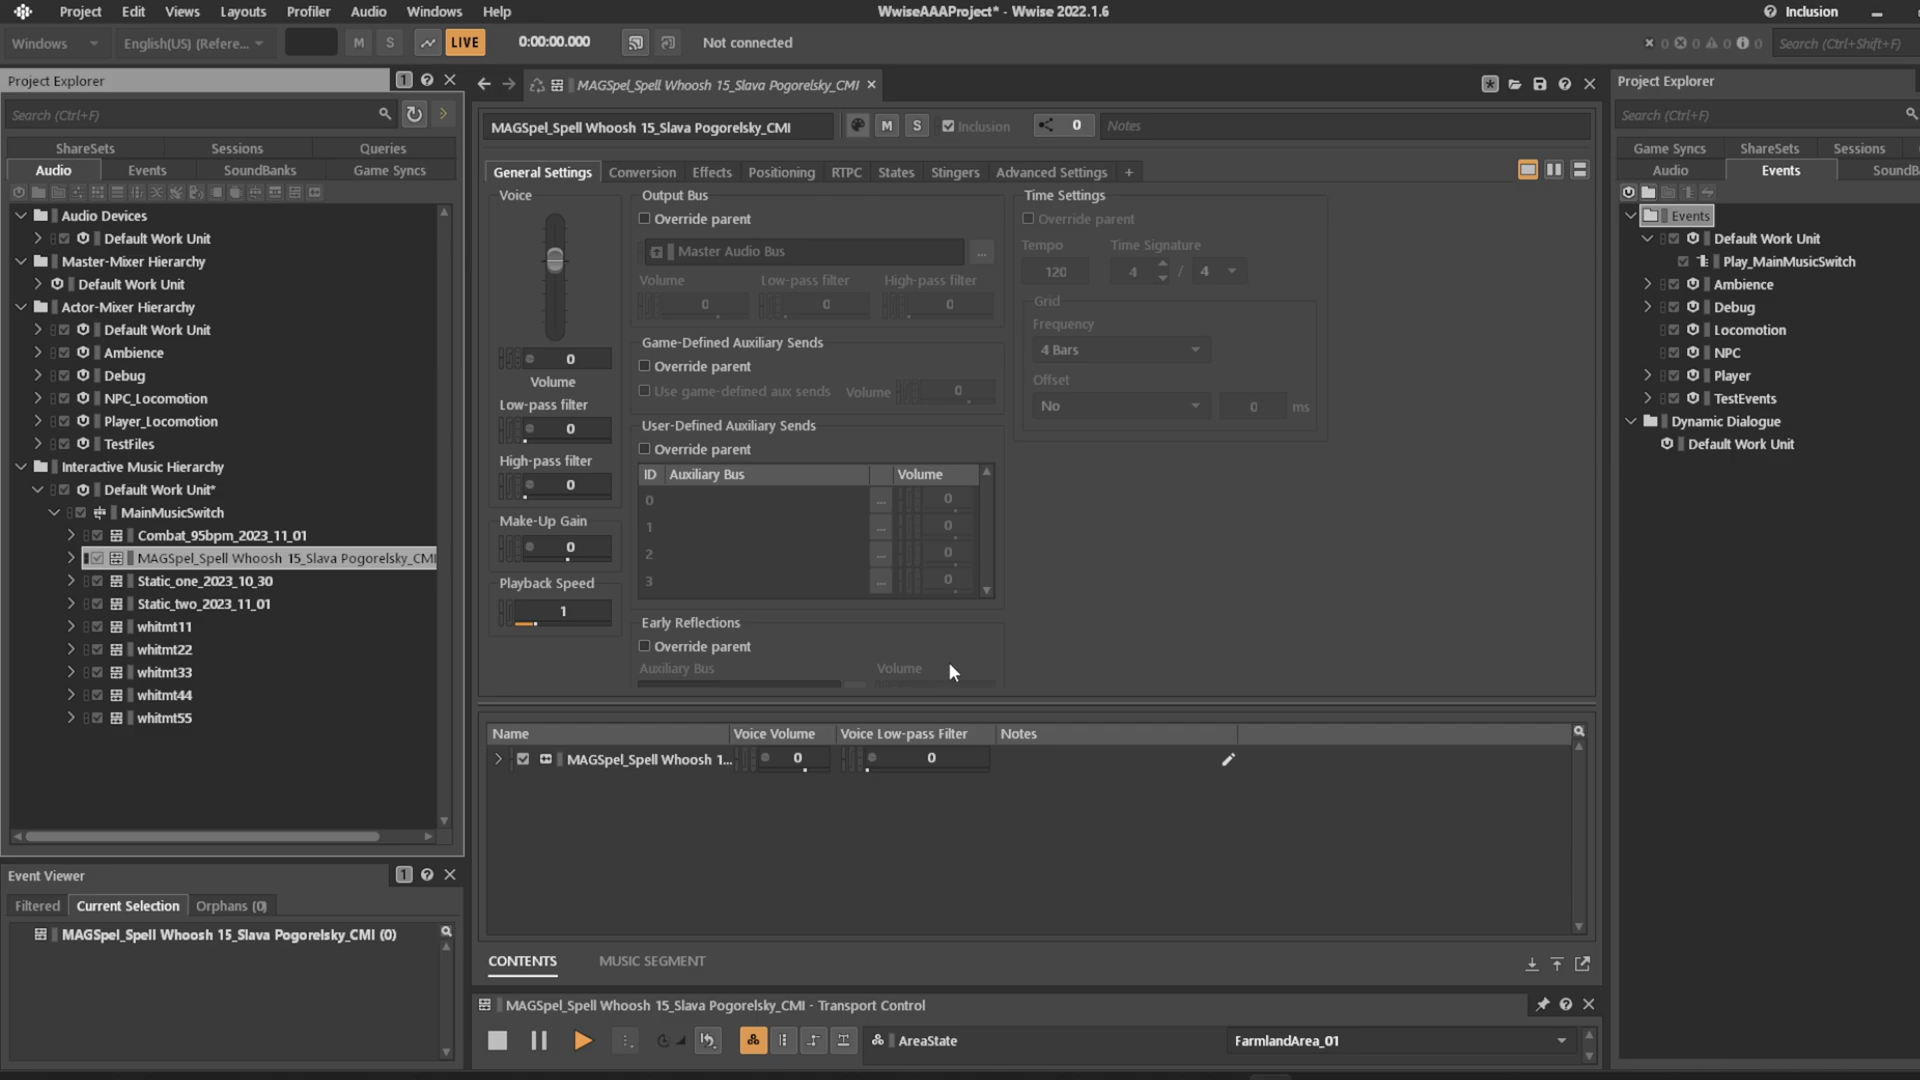 Project Edit Views Layouts Profiler Audio Windows Help
WwiseAAAProject* - Wwise 2022.1.6
Inclusion
Windows
English(US) (Refere...
M S
LIVE
0:00:00.000
Not connected
0 0 0 0
Search (Ctrl+Shift+F)
Project Explorer
1
Search (Ctrl+F)
ShareSets Sessions Queries
Audio Events SoundBanks Game Syncs
Audio Devices
Default Work Unit
Master-Mixer Hierarchy
Default Work Unit
Actor-Mixer Hierarchy
Default Work Unit
Ambience
Debug
NPC_Locomotion
Player_Locomotion
TestFiles
Interactive Music Hierarchy
Default Work Unit*
MainMusicSwitch
Combat_95bpm_2023_11_01
MAGSpel_Spell Whoosh 15_Slava Pogorelsky_CMI
Static_one_2023_10_30
Static_two_2023_11_01
whitmt11
whitmt22
whitmt33
whitmt44
whitmt55
Event Viewer
1
Filtered Current Selection Orphans (0)
MAGSpel_Spell Whoosh 15_Slava Pogorelsky_CMI (0)
MAGSpel_Spell Whoosh 15_Slava Pogorelsky_CMI
MAGSpel_Spell Whoosh 15_Slava Pogorelsky_CMI
M S
Inclusion
0
Notes
General Settings Conversion Effects Positioning RTPC States Stingers Advanced Settings +
Voice
0
Volume
Low-pass filter
0
High-pass filter
0
Make-Up Gain
0
Playback Speed
1
Output Bus
Override parent
Master Audio Bus
...
Volume Low-pass filter High-pass filter
0 0 0
Game-Defined Auxiliary Sends
Override parent
Use game-defined aux sends Volume 0
User-Defined Auxiliary Sends
Override parent
ID Auxiliary Bus Volume
0 ... 0
1 ... 0
2 ... 0
3 ... 0
Early Reflections
Override parent
Auxiliary Bus Volume
Time Settings
Override parent
Tempo Time Signature
120 4 / 4
Grid
Frequency
4 Bars
Offset
No 0 ms
Name Voice Volume Voice Low-pass Filter Notes
MAGSpel_Spell Whoosh 1... 0 0
CONTENTS MUSIC SEGMENT
MAGSpel_Spell Whoosh 15_Slava Pogorelsky_CMI - Transport Control
AreaState
FarmlandArea_01
Project Explorer
Search (Ctrl+F)
Game Syncs ShareSets Sessions
Audio Events SoundB
Events
Default Work Unit
Play_MainMusicSwitch
Ambience
Debug
Locomotion
NPC
Player
TestEvents
Dynamic Dialogue
Default Work Unit